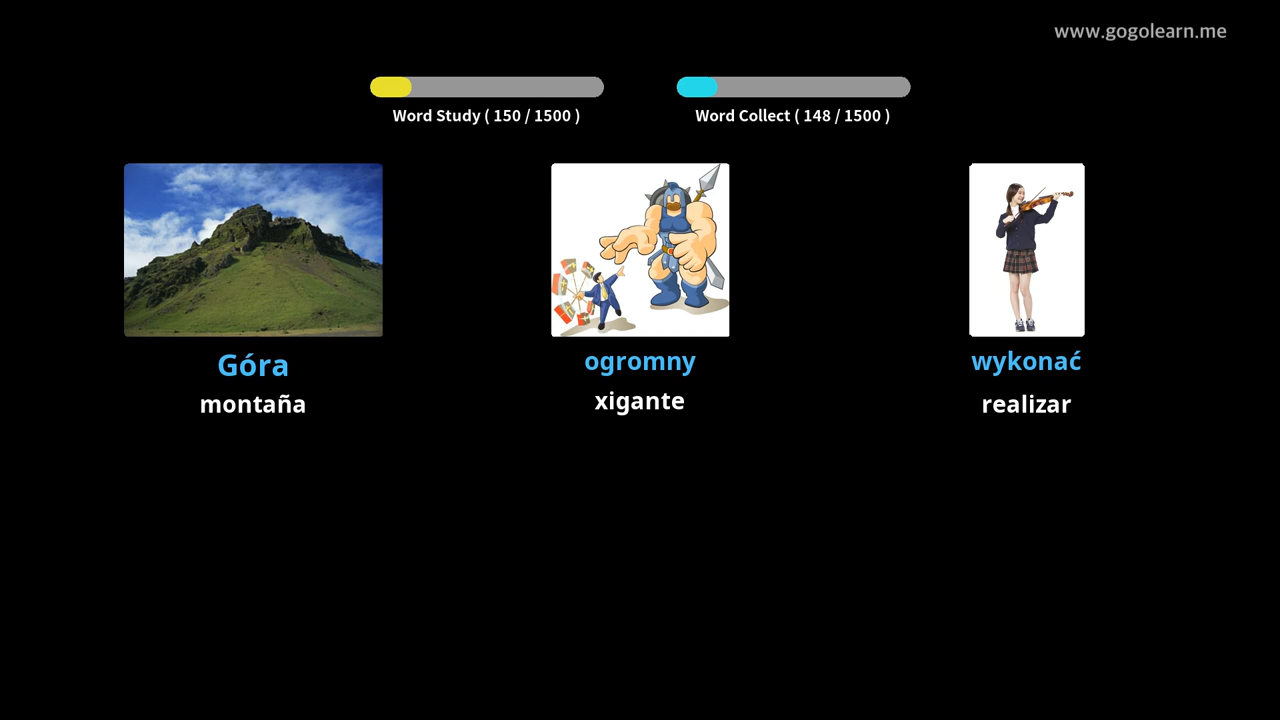 www.gogolearn.me
Word Study ( 150 / 1500 )
Word Collect ( 148 / 1500 )
Góra
montaña
ogromny
xigante
wykonać
realizar